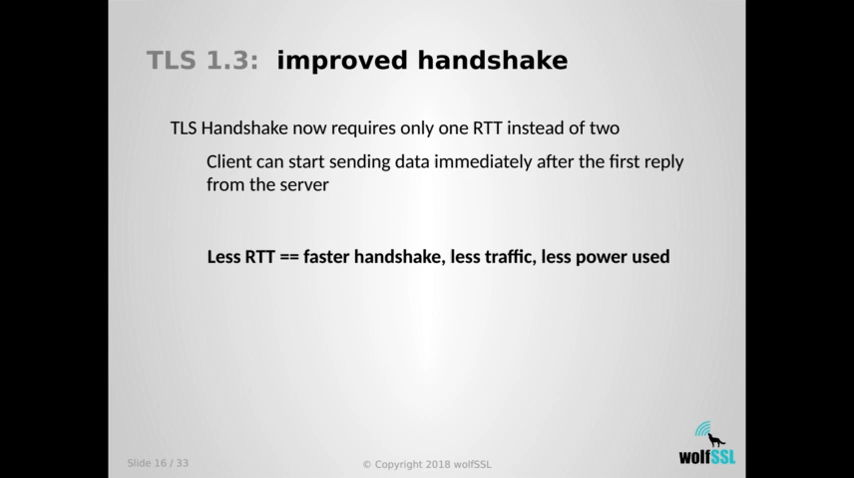 TLS 1.3: improved handshake
TLS Handshake now requires only one RTT instead of two
Client can start sending data immediately after the first reply
from the server
Less RTT == faster handshake, less traffic, less power used
Slide 16 / 33
© Copyright 2018 wolfSSL
wolfSSL